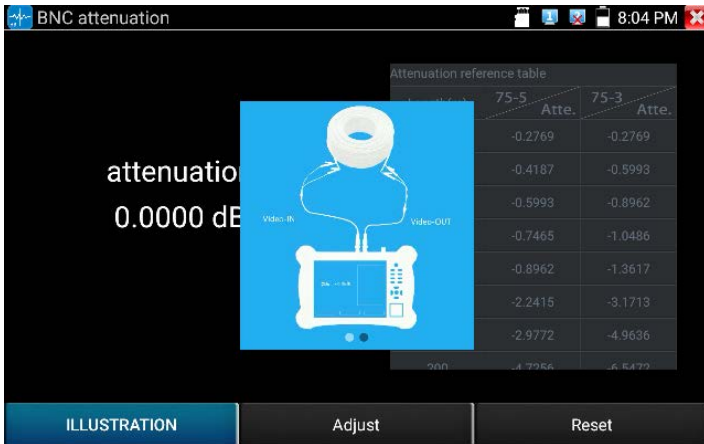 BNC attenuation
1
8:04 PM
Attenuation reference table
75-5 Atte.
75-3 Atte.
-0.2769 -0.2769
attenuatio
-0.4187 -0.5993
0.0000 dB
-0.5993 -0.8962
Video-IN
Video-OUT
-0.7465 -1.0486
-0.8962 -1.3617
-2.2415 -3.1713
-2.9772 -4.9636
200 -4.7256 -6.5472
ILLUSTRATION
Adjust
Reset